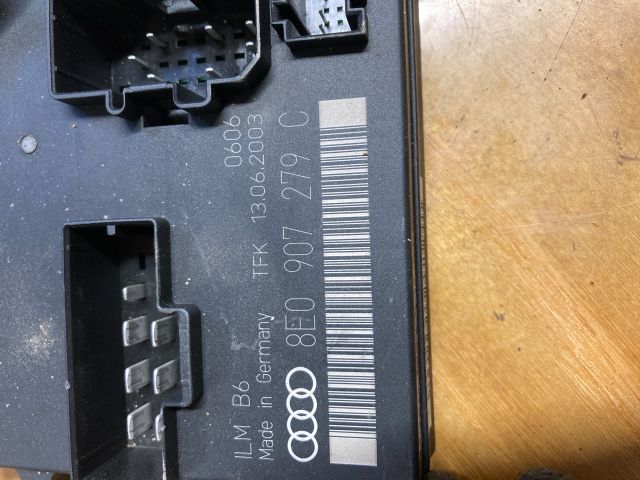 ILM B6 0606
Made in Germany TFK 13.06.2003
8E0 907 279 C